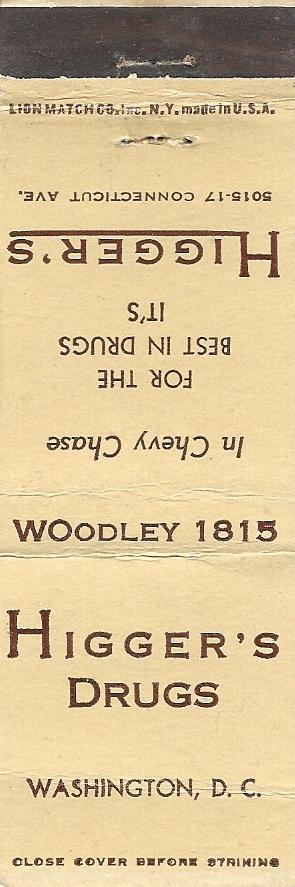 LION MATCH CO. Inc. N.Y. made in U.S.A.
In Chevy Chase
FOR THE
BEST IN DRUGS
IT'S
HIGGER'S
5015-17 CONNECTICUT AVE.
WOODLEY 1815
HIGGER'S
DRUGS
WASHINGTON, D. C.
CLOSE COVER BEFORE STRIKING